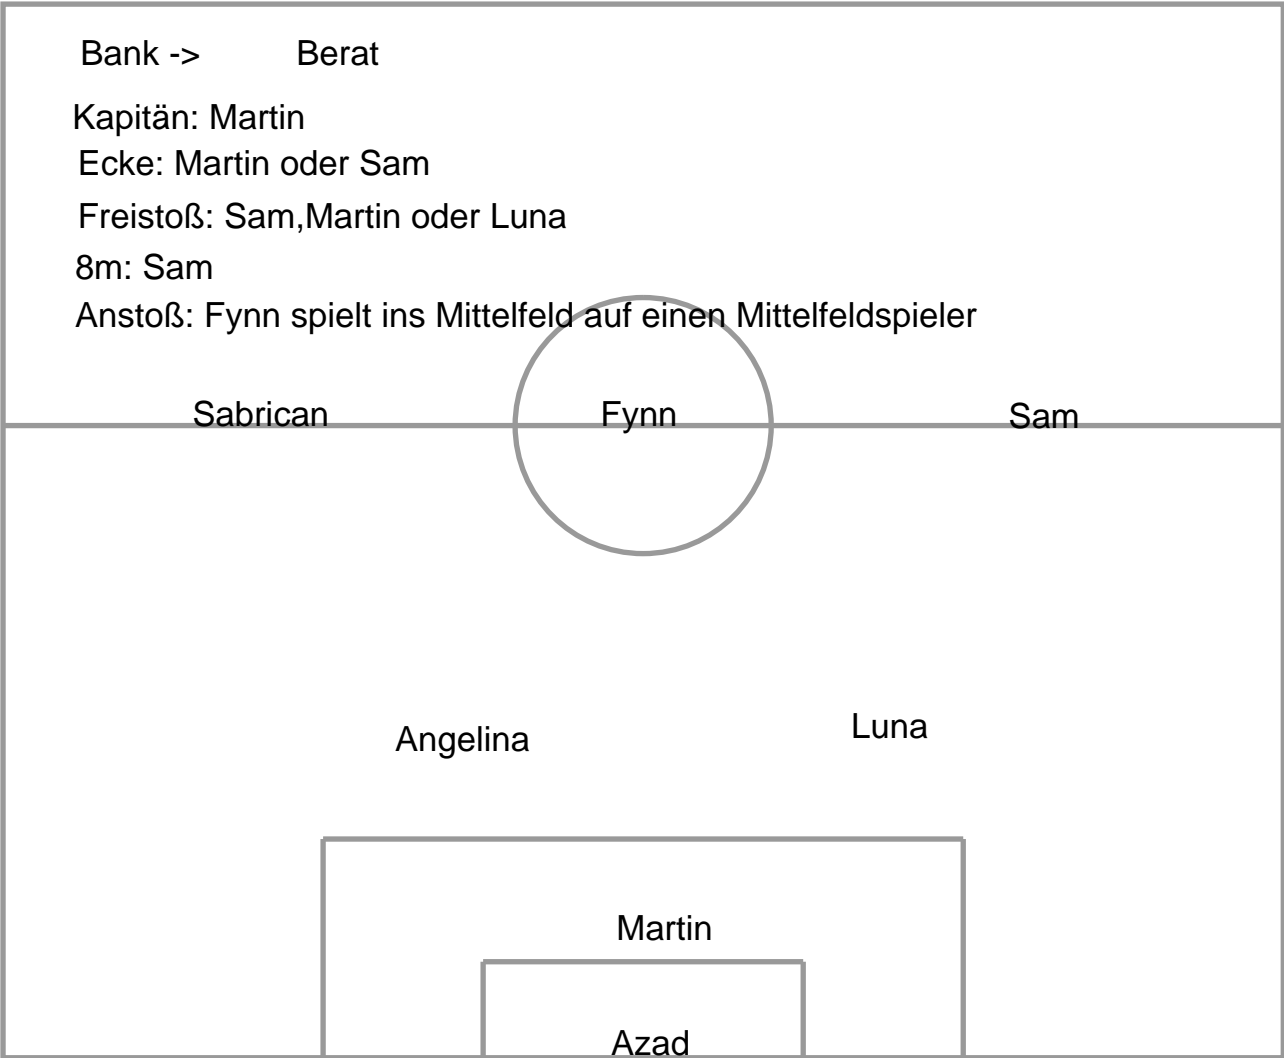 Bank ->        Berat
Kapitän: Martin
Ecke: Martin oder Sam
Freistoß: Sam,Martin oder Luna
8m: Sam
Anstoß: Fynn spielt ins Mittelfeld auf einen Mittelfeldspieler
Sabrican Fynn Sam
Angelina Luna
Martin
Azad